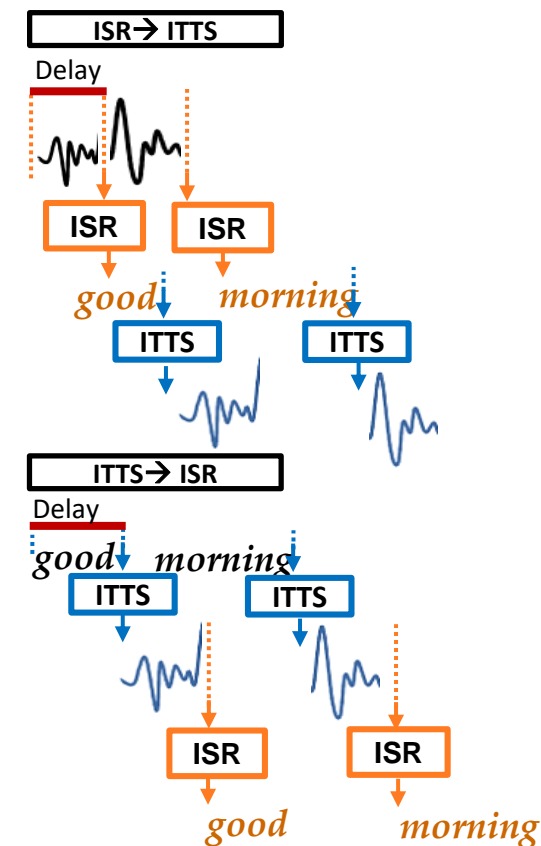 ISR→ ITTS
Delay
ISR ISR
good morning
ITTS ITTS
ITTS→ ISR
Delay
good morning
ITTS ITTS
ISR ISR
good morning